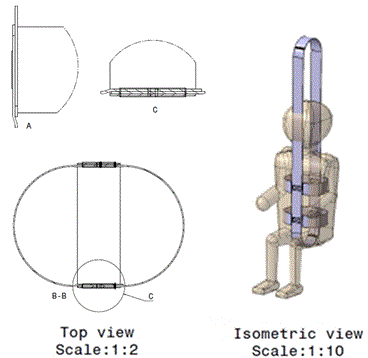 A
C
B-B
C
Top view
Scale:1:2
Isometric view
Scale:1:10